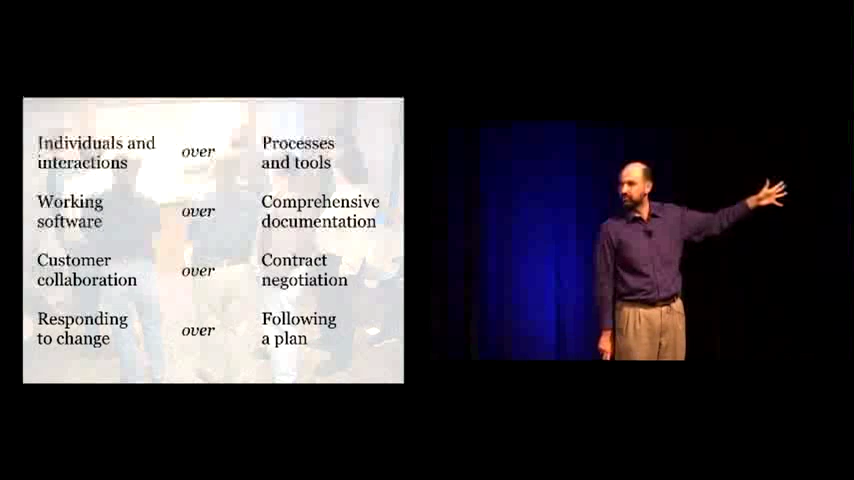 Individuals and interactions over Processes and tools
Working software over Comprehensive documentation
Customer collaboration over Contract negotiation
Responding to change over Following a plan